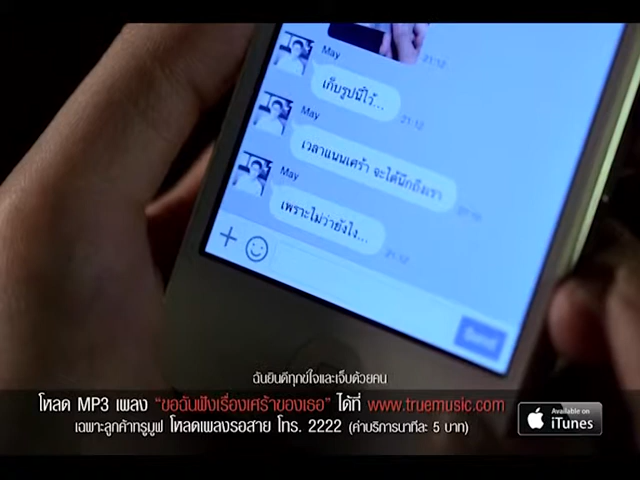 May
21:12
เก็บรูปนี้ไว้...
May
21:12
เวลาแนนเศร้า จะได้นึกถึงเรา
May
เพราะไม่ว่ายังไง...
21:12
Send
ฉันยินดีทุกข์ใจและเจ็บด้วยคน
โหลด MP3 เพลง "ขอฉันฟังเรื่องเศร้าของเธอ" ได้ที่ www.truemusic.com
เฉพาะลูกค้าทรูมูฟ โหลดเพลงรอสาย โทร. 2222 (ค่าบริการนาทีละ 5 บาท)
Available on
iTunes